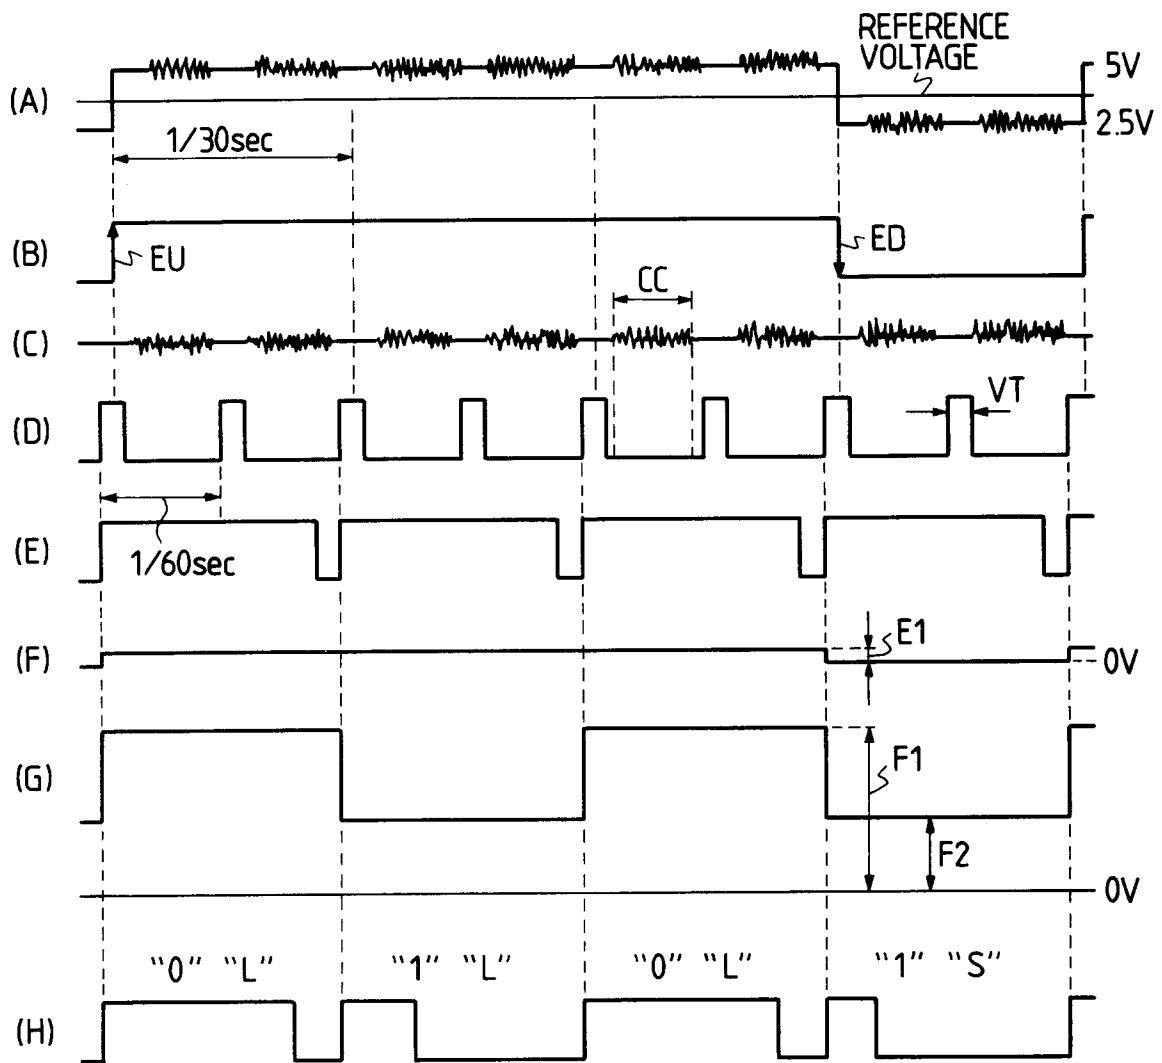 REFERENCE
VOLTAGE
5V
(A)
2.5V
1/30sec
(B)
EU
ED
CC
(C)
VT
(D)
(E)
1/60sec
E1
(F)
0V
(G)
F1
F2
0V
"0" "L" "1" "L" "0" "L" "1" "S"
(H)